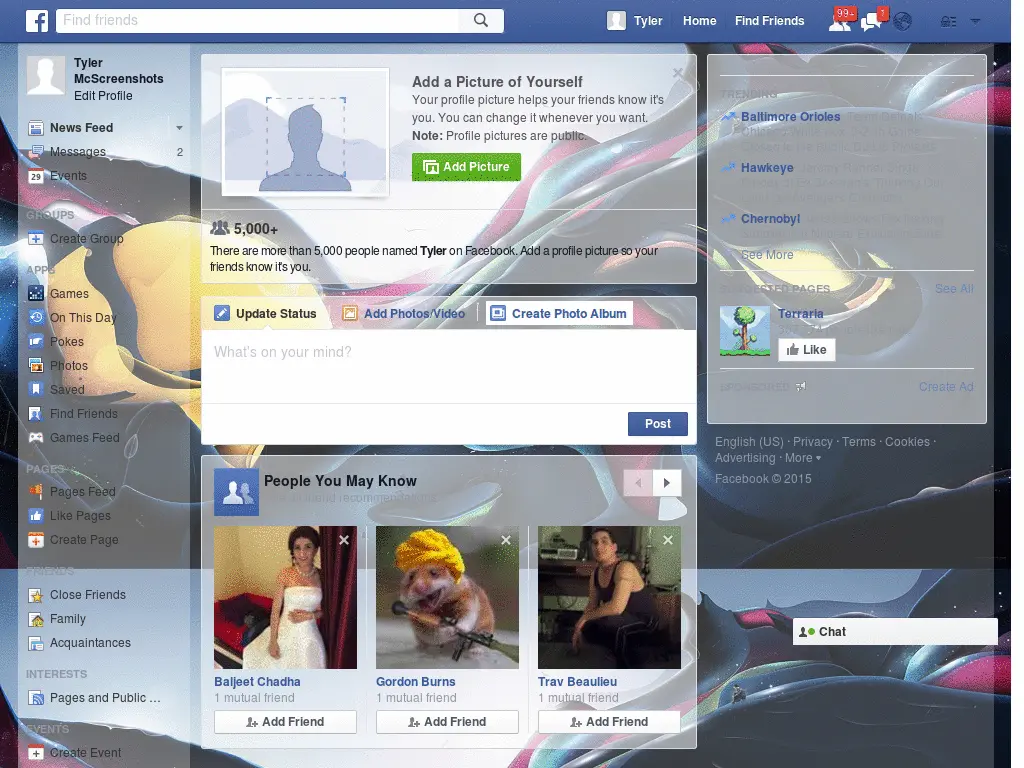 Find friends
Tyler
Home
Find Friends
99+
1
Tyler
McScreenshots
Edit Profile
News Feed
Messages
2
29
Events
GROUPS
Create Group
APPS
Games
On This Day
Pokes
Photos
Saved
Find Friends
Games Feed
PAGES
Pages Feed
Like Pages
Create Page
FRIENDS
Close Friends
Family
Acquaintances
INTERESTS
Pages and Public ...
EVENTS
Create Event
Add a Picture of Yourself
Your profile picture helps your friends know it's
you. You can change it whenever you want.
Note: Profile pictures are public.
Add Picture
5,000+
There are more than 5,000 people named Tyler on Facebook. Add a profile picture so your
friends know it's you.
Update Status
Add Photos/Video
Create Photo Album
What's on your mind?
Post
People You May Know
Baljeet Chadha
1 mutual friend
Add Friend
Gordon Burns
1 mutual friend
Add Friend
Trav Beaulieu
1 mutual friend
Add Friend
TRENDING
Baltimore Orioles
Hawkeye
Chernobyl
See More
SUGGESTED PAGES
See All
Terraria
Like
SPONSORED
Create Ad
English (US) · Privacy · Terms · Cookies ·
Advertising · More
Facebook © 2015
Chat